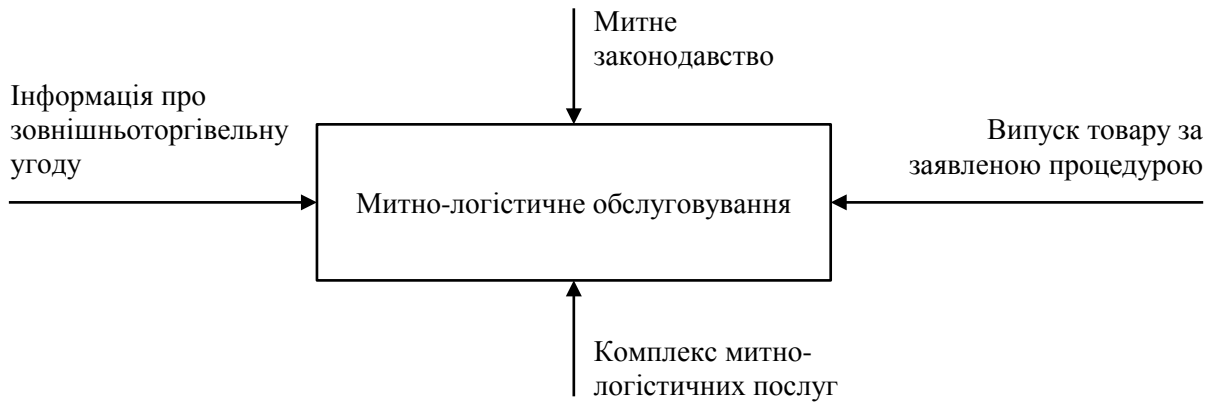 Митне
законодавство
Інформація про
зовнішньоторгівельну
угоду
Випуск товару за
заявленою процедурою
Митно-логістичне обслуговування
Комплекс митно-
логістичних послуг